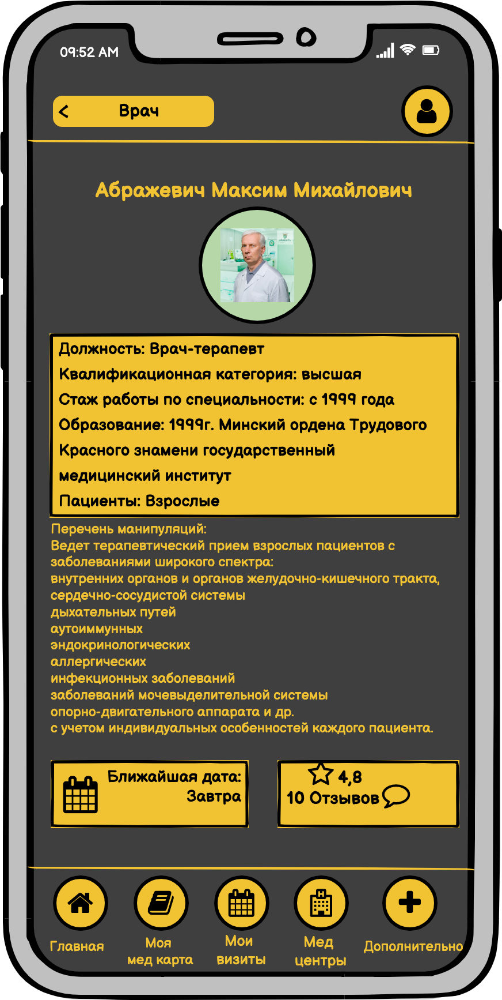 09:52 AM
Врач
Абражевич Максим Михайлович
Должность: Врач-терапевт
Квалификационная категория: высшая
Стаж работы по специальности: с 1999 года
Образование: 1999г. Минский ордена Трудового
Красного знамени государственный
медицинский институт
Пациенты: Взрослые
Перечень манипуляций:
Ведет терапевтический прием взрослых пациентов с
заболеваниями широкого спектра:
внутренних органов и органов желудочно-кишечного тракта,
сердечно-сосудистой системы
дыхательных путей
аутоиммунных
эндокринологических
аллергических
инфекционных заболеваний
заболеваний мочевыделительной системы
опорно-двигательного аппарата и др.
с учетом индивидуальных особенностей каждого пациента.
Ближайшая дата:
Завтра
4,8
10 Отзывов
Главная
Моя
мед карта
Мои
визиты
Мед
центры
Дополнительно